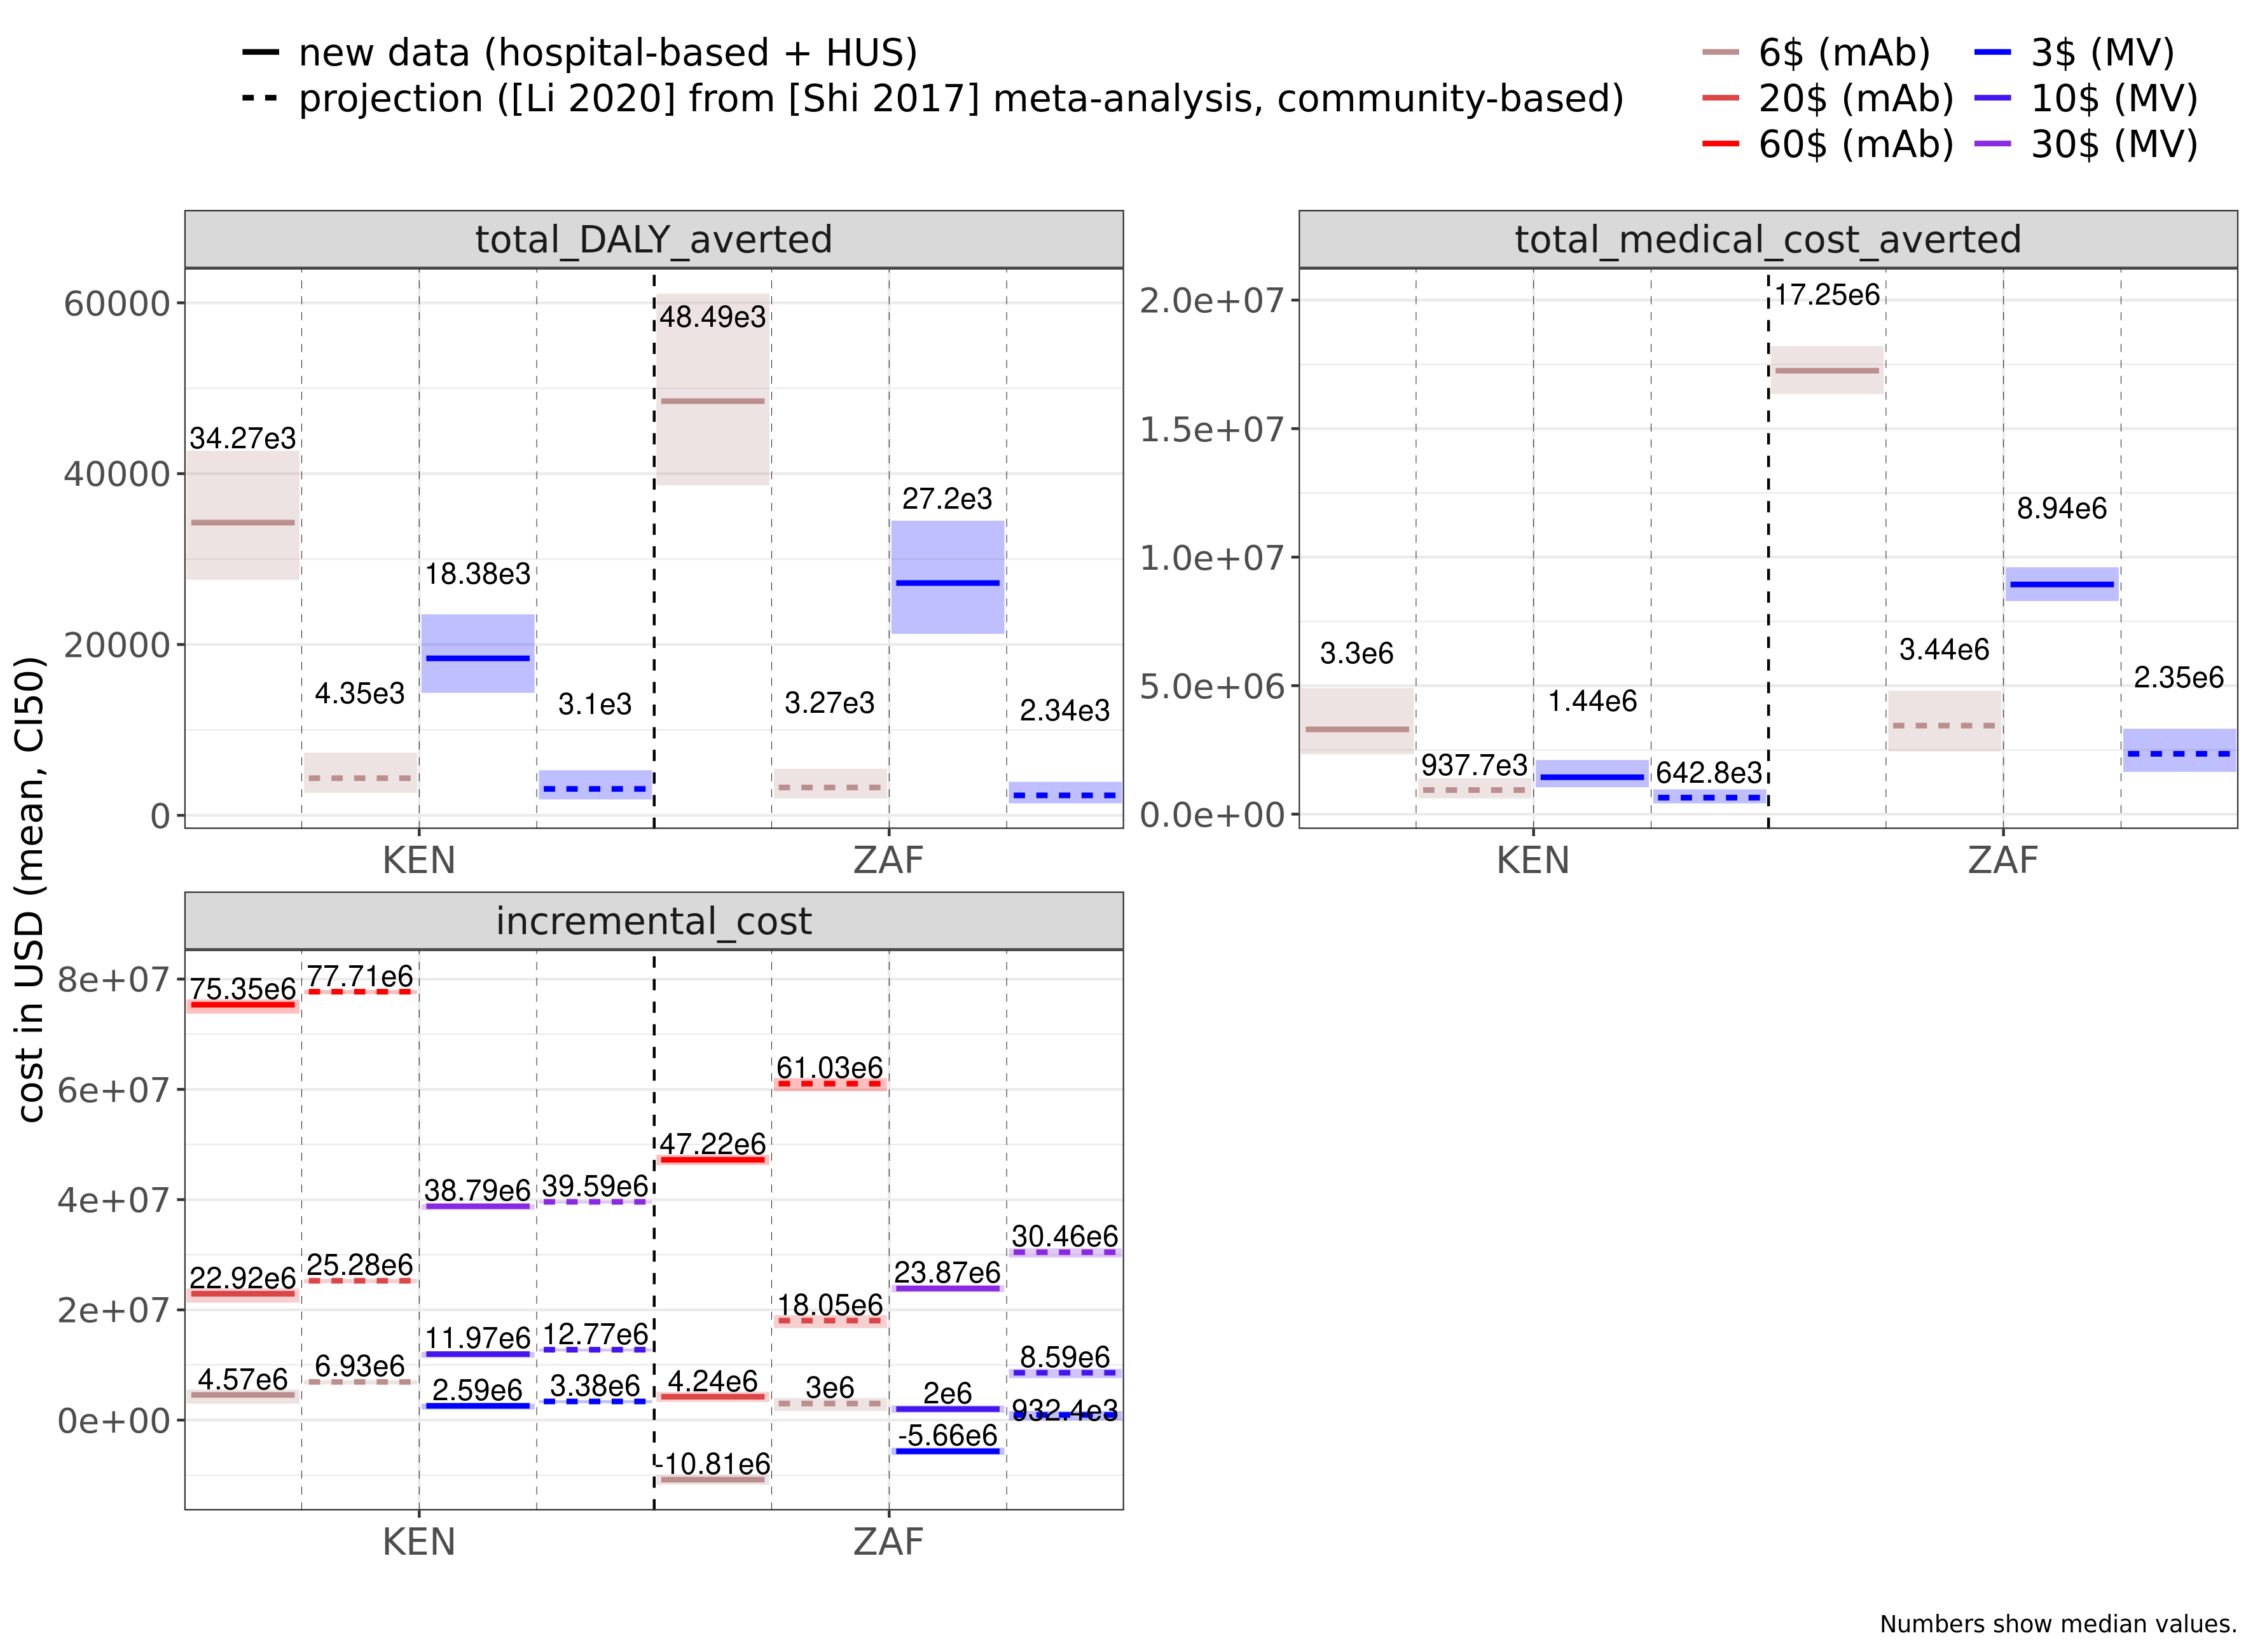 new data (hospital-based + HUS)
projection ([Li 2020] from [Shi 2017] meta-analysis, community-based)
6$ (mAb) 3$ (MV)
20$ (mAb) 10$ (MV)
60$ (mAb) 30$ (MV)
cost in USD (mean, CI50)
total_DALY_averted
60000
40000
20000
0
34.27e3
4.35e3
18.38e3
3.1e3
48.49e3
3.27e3
27.2e3
2.34e3
KEN ZAF
total_medical_cost_averted
2.0e+07
1.5e+07
1.0e+07
5.0e+06
0.0e+00
3.3e6
937.7e3
1.44e6
642.8e3
17.25e6
3.44e6
8.94e6
2.35e6
KEN ZAF
incremental_cost
8e+07
6e+07
4e+07
2e+07
0e+00
75.35e6
22.92e6
4.57e6
77.71e6
25.28e6
6.93e6
38.79e6
11.97e6
2.59e6
39.59e6
12.77e6
3.38e6
47.22e6
4.24e6
-10.81e6
61.03e6
18.05e6
3e6
23.87e6
2e6
-5.66e6
30.46e6
8.59e6
932.4e3
KEN ZAF
Numbers show median values.